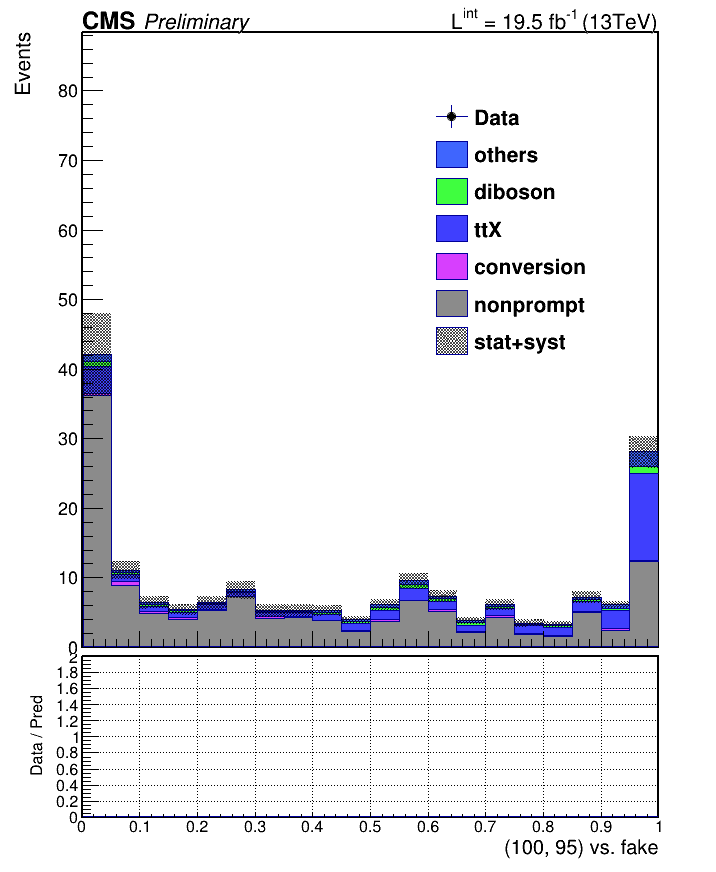 CMS Preliminary
L^int = 19.5 fb^-1 (13TeV)
Events
80
70
60
50
40
30
20
10
0
Data
others
diboson
ttX
conversion
nonprompt
stat+syst
Data / Pred
2
1.8
1.6
1.4
1.2
1
0.8
0.6
0.4
0.2
0
0 0.1 0.2 0.3 0.4 0.5 0.6 0.7 0.8 0.9 1
(100, 95) vs. fake